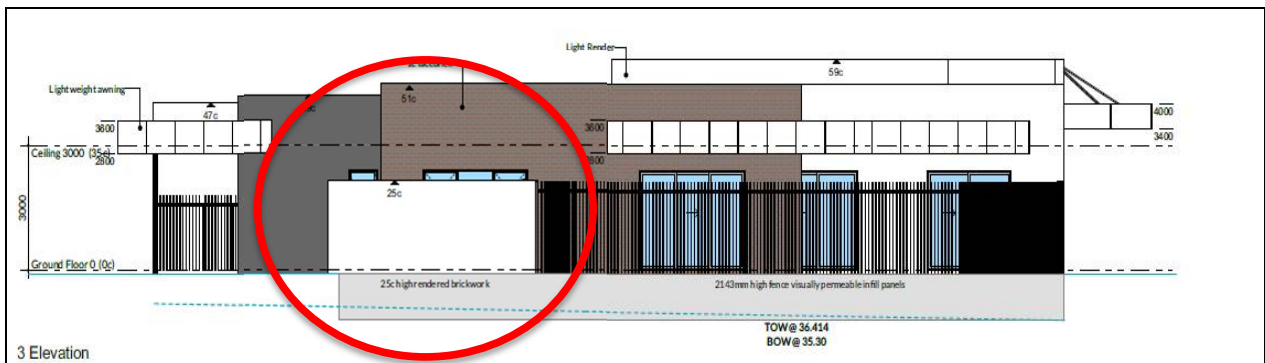 Light Render
59c
Light weight awning
51c
47c
3600
3600
4000
3400
Ceiling 3000 (35c)
2800
2800
25c
3000
Ground Floor 0 (0c)
25c high rendered brickwork
2143mm high fence visually permeable infill panels
TOW@ 36.414
BOW@ 35.30
3 Elevation